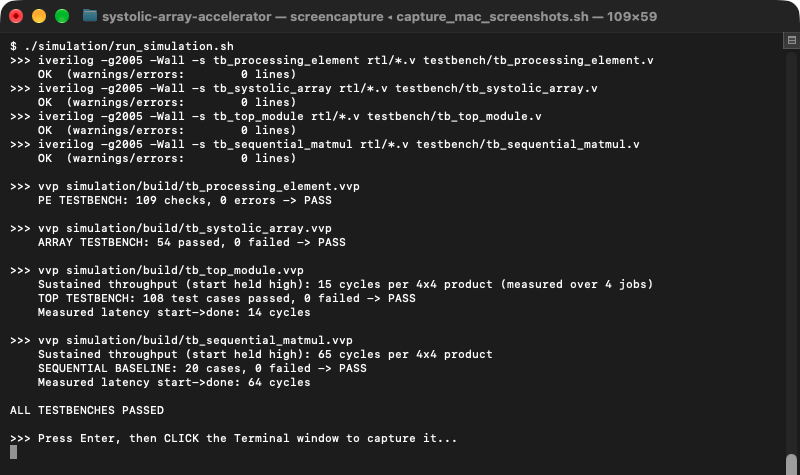 systolic-array-accelerator — screencapture ◂ capture_mac_screenshots.sh — 109×59
$ ./simulation/run_simulation.sh
>>> iverilog -g2005 -Wall -s tb_processing_element rtl/*.v testbench/tb_processing_element.v
    OK  (warnings/errors:        0 lines)
>>> iverilog -g2005 -Wall -s tb_systolic_array rtl/*.v testbench/tb_systolic_array.v
    OK  (warnings/errors:        0 lines)
>>> iverilog -g2005 -Wall -s tb_top_module rtl/*.v testbench/tb_top_module.v
    OK  (warnings/errors:        0 lines)
>>> iverilog -g2005 -Wall -s tb_sequential_matmul rtl/*.v testbench/tb_sequential_matmul.v
    OK  (warnings/errors:        0 lines)

>>> vvp simulation/build/tb_processing_element.vvp
    PE TESTBENCH: 109 checks, 0 errors -> PASS

>>> vvp simulation/build/tb_systolic_array.vvp
    ARRAY TESTBENCH: 54 passed, 0 failed -> PASS

>>> vvp simulation/build/tb_top_module.vvp
    Sustained throughput (start held high): 15 cycles per 4x4 product (measured over 4 jobs)
    TOP TESTBENCH: 108 test cases passed, 0 failed -> PASS
    Measured latency start->done: 14 cycles

>>> vvp simulation/build/tb_sequential_matmul.vvp
    Sustained throughput (start held high): 65 cycles per 4x4 product
    SEQUENTIAL BASELINE: 20 cases, 0 failed -> PASS
    Measured latency start->done: 64 cycles

ALL TESTBENCHES PASSED

>>> Press Enter, then CLICK the Terminal window to capture it...